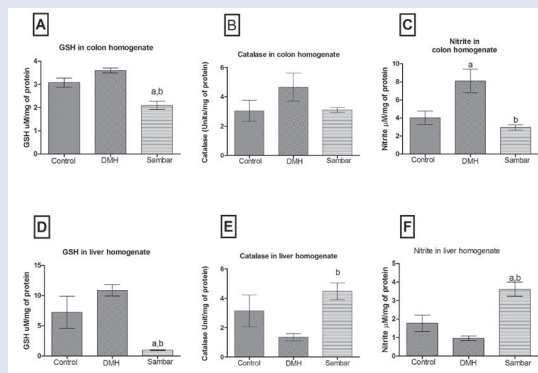 A
GSH in colon homogenate
GSH uM/mg of protein)
4
3
2
1
0
a,b
Control DMH Sambar
B
Catalase in colon homogenate
Catalase (Units/mg of protein)
6
4
2
0
Control DMH Sambar
C
Nitrite in
colon homogenate
Nitrite µM/mg of protein)
10
8
6
4
2
0
a
b
Control DMH Sambar
D
GSH in liver homogenate
GSH uM/mg of protein)
15
10
5
0
a,b
Control DMH Sambar
E
Catalase in liver homogenate
Catalase Unit/mg of protein)
6
4
2
0
b
Control DMH Sambar
F
Nitrite in liver homogenate
Nitrite µM/mg of protein)
5
4
3
2
1
0
a,b
Control DMH Sambar